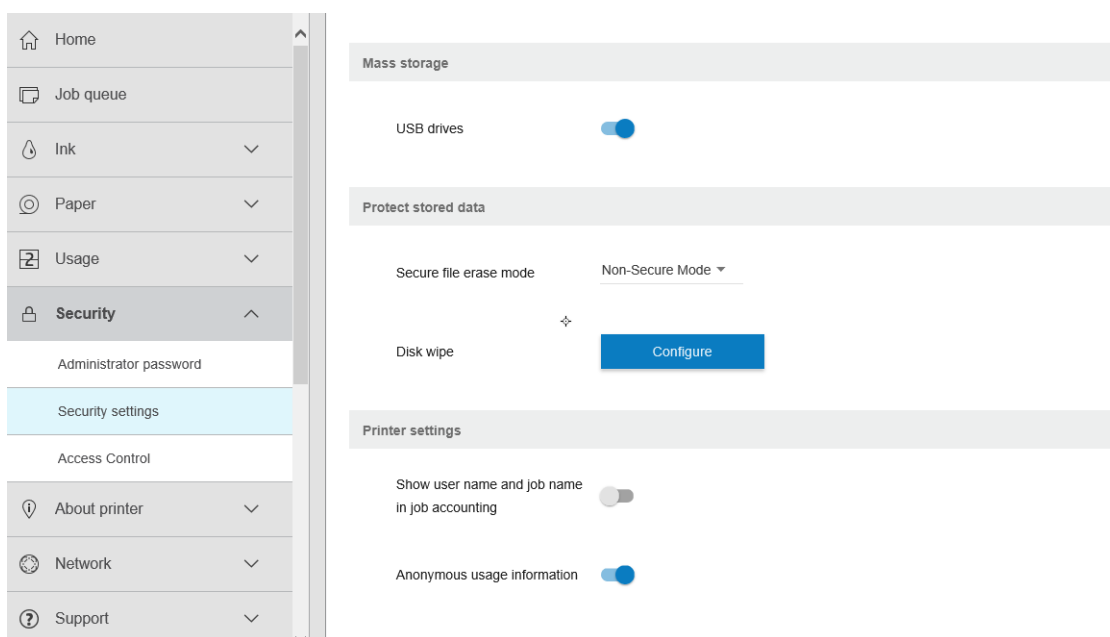 Home
Job queue
Ink
Paper
Usage
Security
Administrator password
Security settings
Access Control
About printer
Network
Support
Mass storage
USB drives
Protect stored data
Secure file erase mode
Non-Secure Mode
Disk wipe
Configure
Printer settings
Show user name and job name
in job accounting
Anonymous usage information